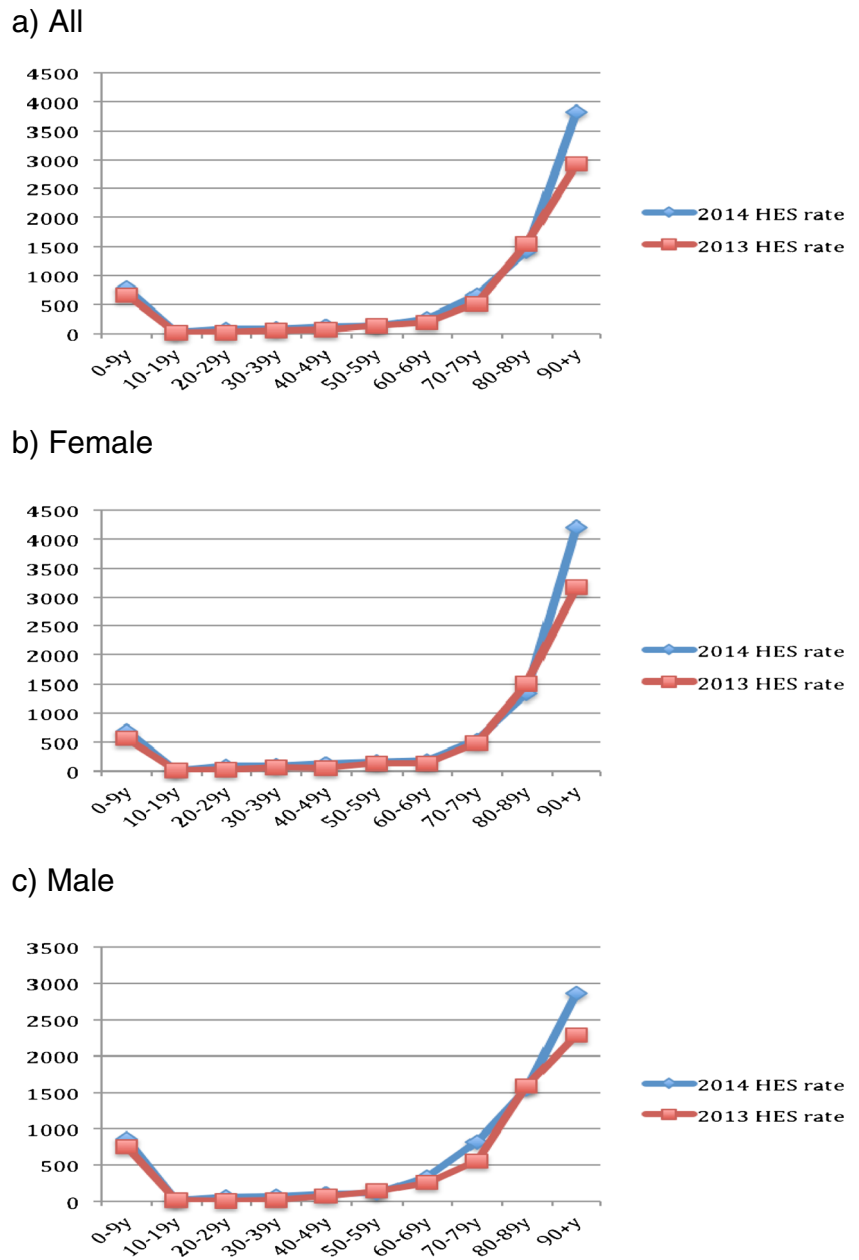 a) All
4500
4000
3500
3000
2500
2000
1500
1000
500
0
0-9y
10-19y
20-29y
30-39y
40-49y
50-59y
60-69y
70-79y
80-89y
90+y
2014 HES rate
2013 HES rate
b) Female
4500
4000
3500
3000
2500
2000
1500
1000
500
0
0-9y
10-19y
20-29y
30-39y
40-49y
50-59y
60-69y
70-79y
80-89y
90+y
2014 HES rate
2013 HES rate
c) Male
3500
3000
2500
2000
1500
1000
500
0
0-9y
10-19y
20-29y
30-39y
40-49y
50-59y
60-69y
70-79y
80-89y
90+y
2014 HES rate
2013 HES rate